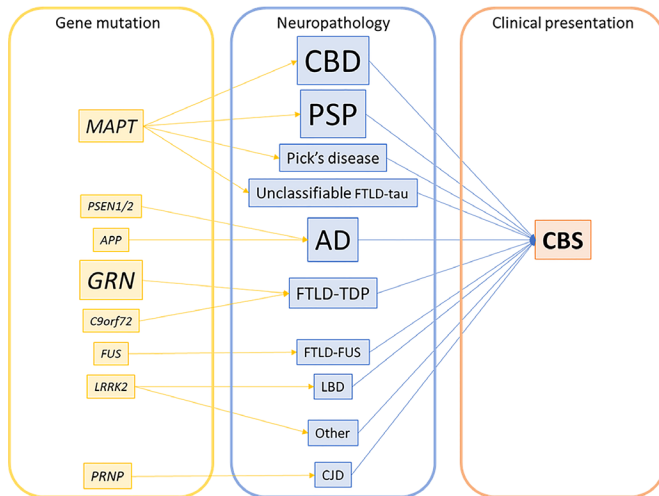 Gene mutation
Neuropathology
Clinical presentation
MAPT
PSEN1/2
APP
GRN
C9orf72
FUS
LRRK2
PRNP
CBD
PSP
Pick's disease
Unclassifiable FTLD-tau
AD
FTLD-TDP
FTLD-FUS
LBD
Other
CJD
CBS